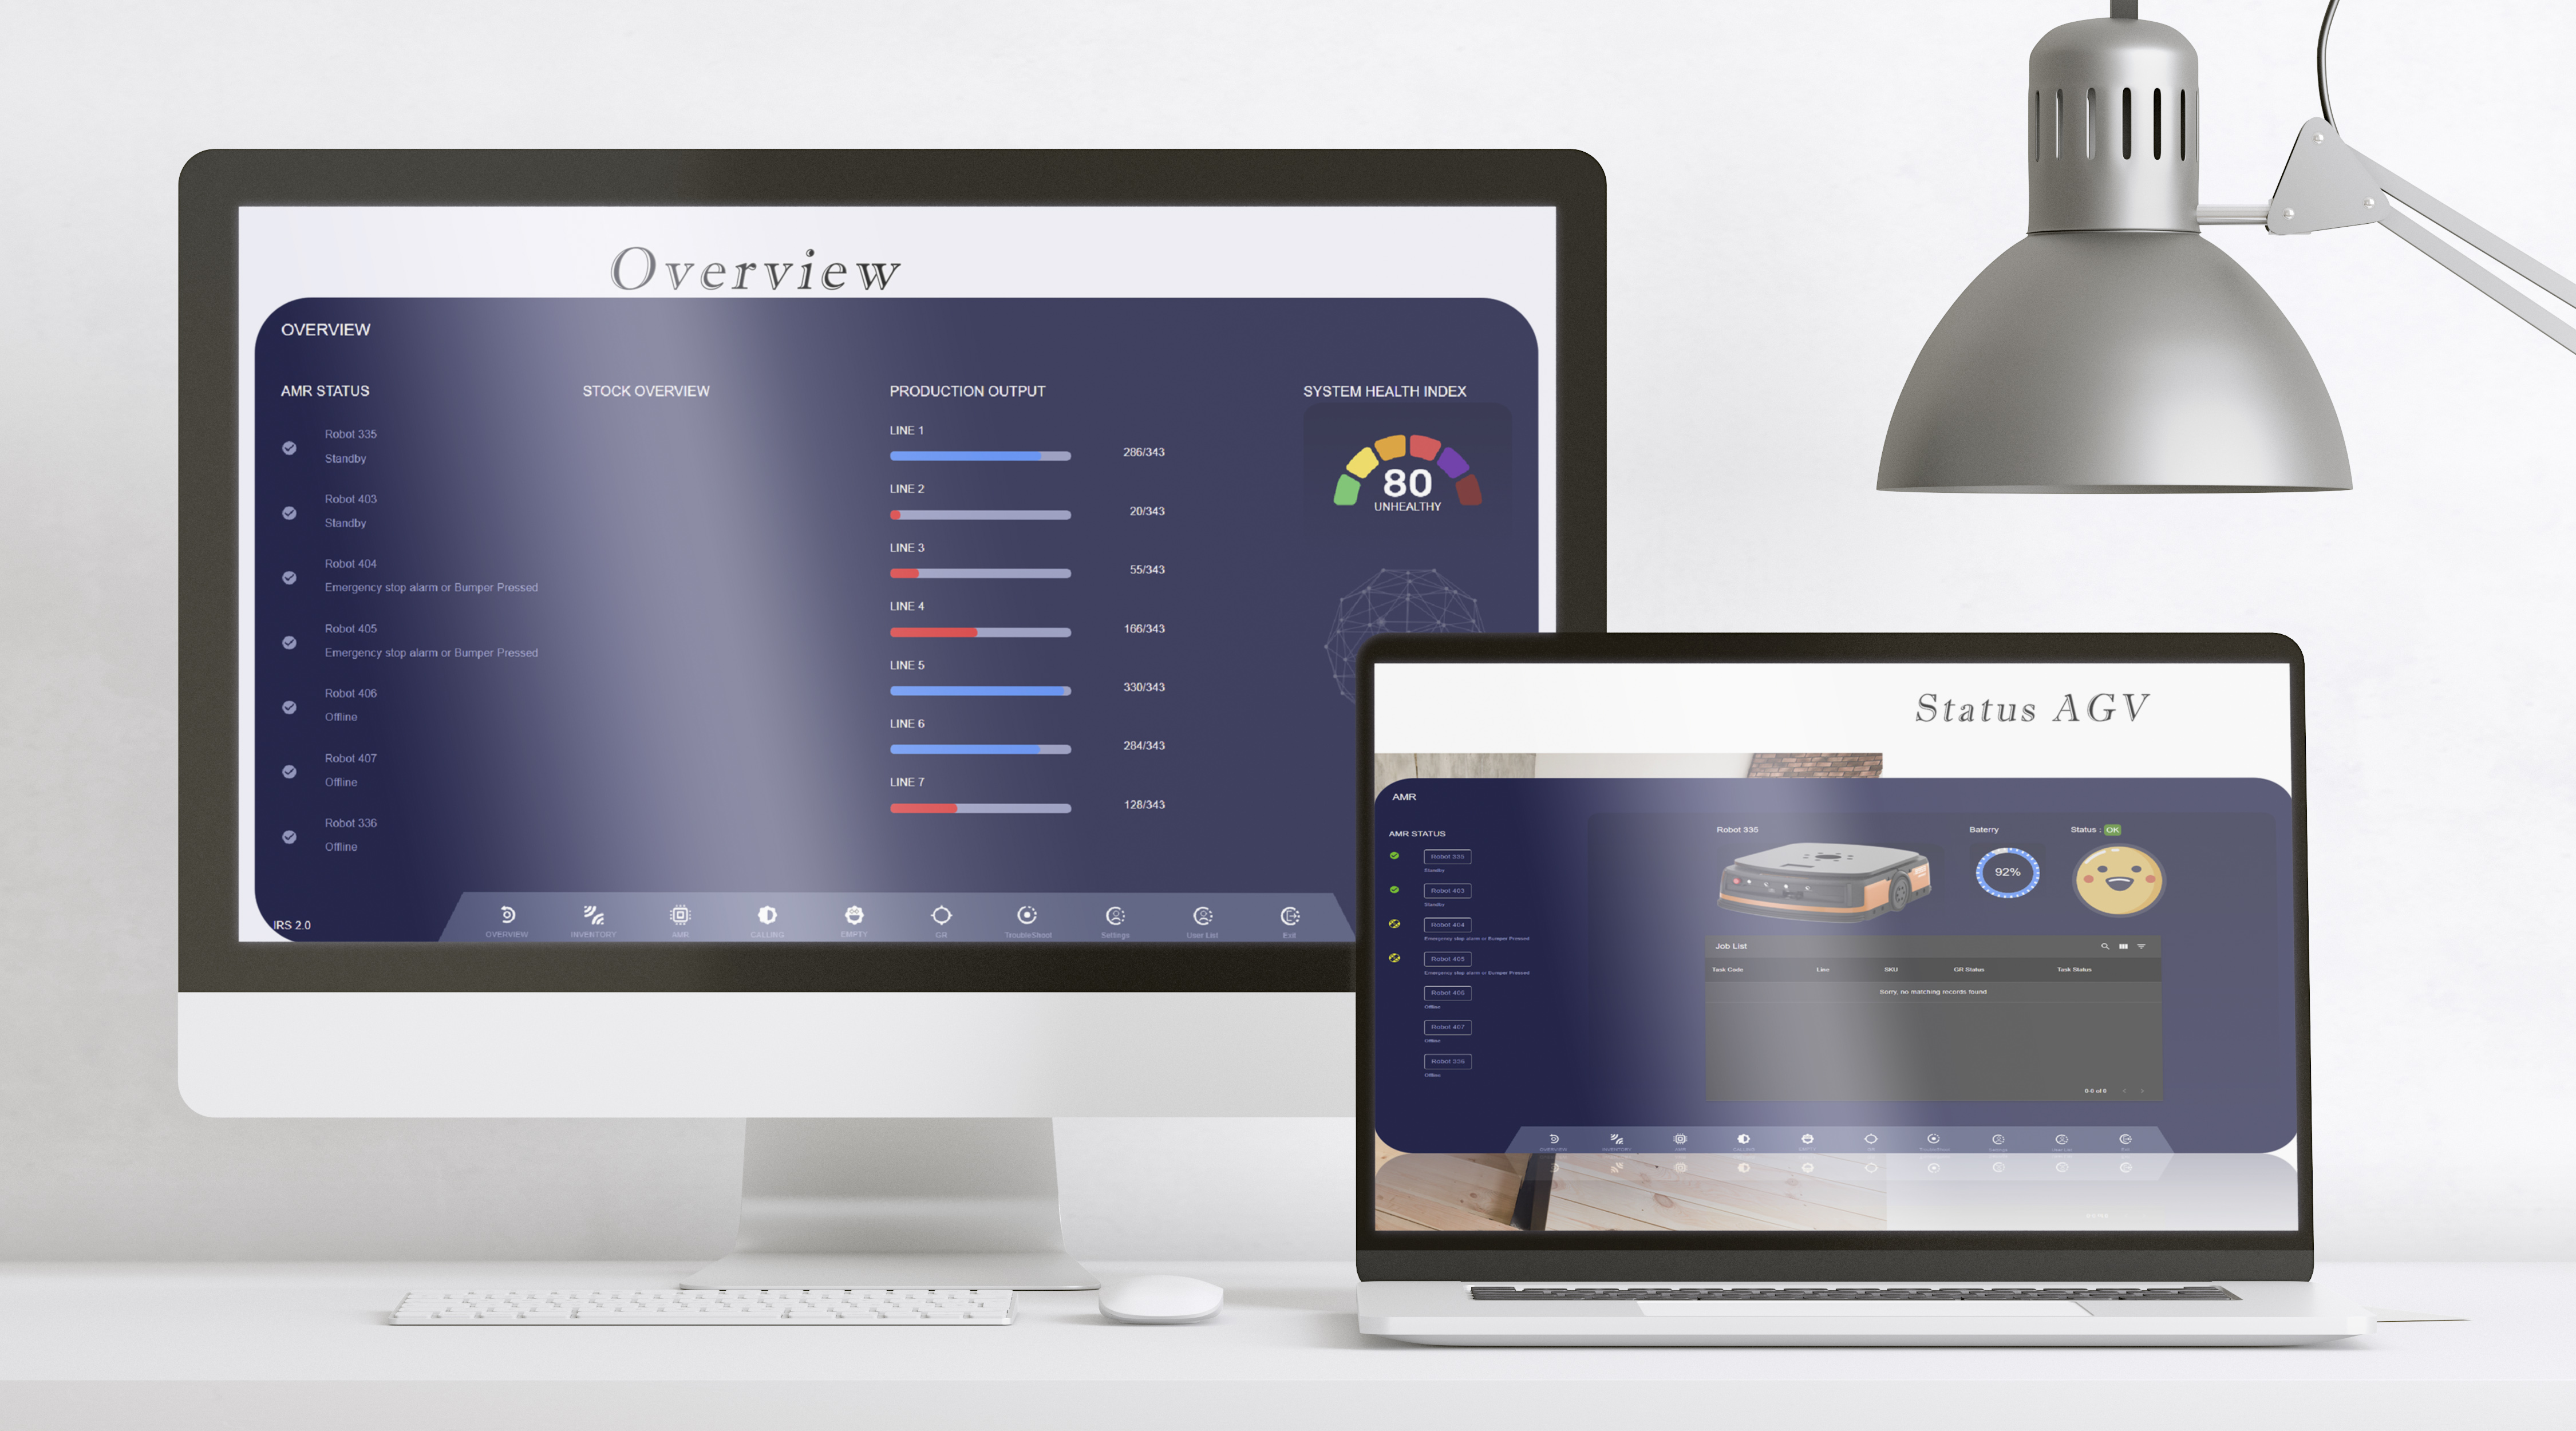 Overview
OVERVIEW
AMR STATUS
Robot 335
Standby
Robot 403
Standby
Robot 404
Emergency stop alarm or Bumper Pressed
Robot 405
Emergency stop alarm or Bumper Pressed
Robot 406
Offline
Robot 407
Offline
Robot 336
Offline
STOCK OVERVIEW
PRODUCTION OUTPUT
LINE 1
286/343
LINE 2
20/343
LINE 3
55/343
LINE 4
166/343
LINE 5
330/343
LINE 6
284/343
LINE 7
128/343
SYSTEM HEALTH INDEX
80
UNHEALTHY
IRS 2.0
OVERVIEW INVENTORY AMR CALLING EMPTY GR TroubleShoot Settings User List Exit
Status AGV
AMR
AMR STATUS
Robot 335
Standby
Robot 403
Standby
Robot 404
Emergency stop alarm or Bumper Pressed
Robot 405
Emergency stop alarm or Bumper Pressed
Robot 406
Offline
Robot 407
Offline
Robot 336
Offline
Robot 335
Baterry
92%
Status : OK
Job List
Task Code Line SKU GR Status Task Status
Sorry, no matching records found
0-0 of 0